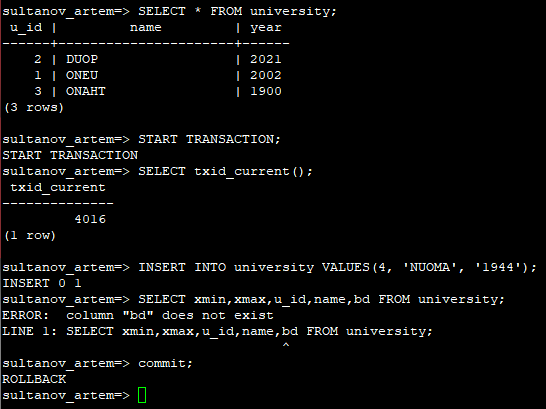 sultanov_artem=> SELECT * FROM university;
 u_id |         name         | year
------+----------------------+------
    2 | DUOP                 | 2021
    1 | ONEU                 | 2002
    3 | ONAHT                | 1900
(3 rows)

sultanov_artem=> START TRANSACTION;
START TRANSACTION
sultanov_artem=> SELECT txid_current();
 txid_current
--------------
         4016
(1 row)

sultanov_artem=> INSERT INTO university VALUES(4, 'NUOMA', '1944');
INSERT 0 1
sultanov_artem=> SELECT xmin,xmax,u_id,name,bd FROM university;
ERROR:  column "bd" does not exist
LINE 1: SELECT xmin,xmax,u_id,name,bd FROM university;
                                   ^
sultanov_artem=> commit;
ROLLBACK
sultanov_artem=>